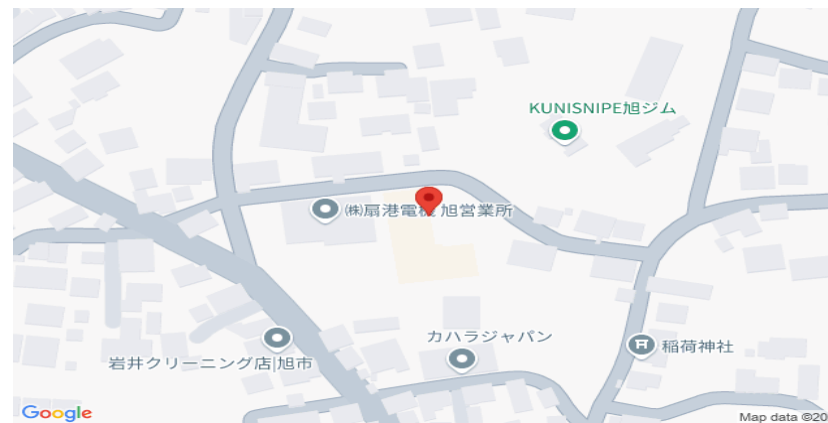 KUNISNIPE旭ジム
㈱扇港電機 旭営業所
カハラジャパン
稲荷神社
岩井クリーニング店|旭市
Google
Map data ©20